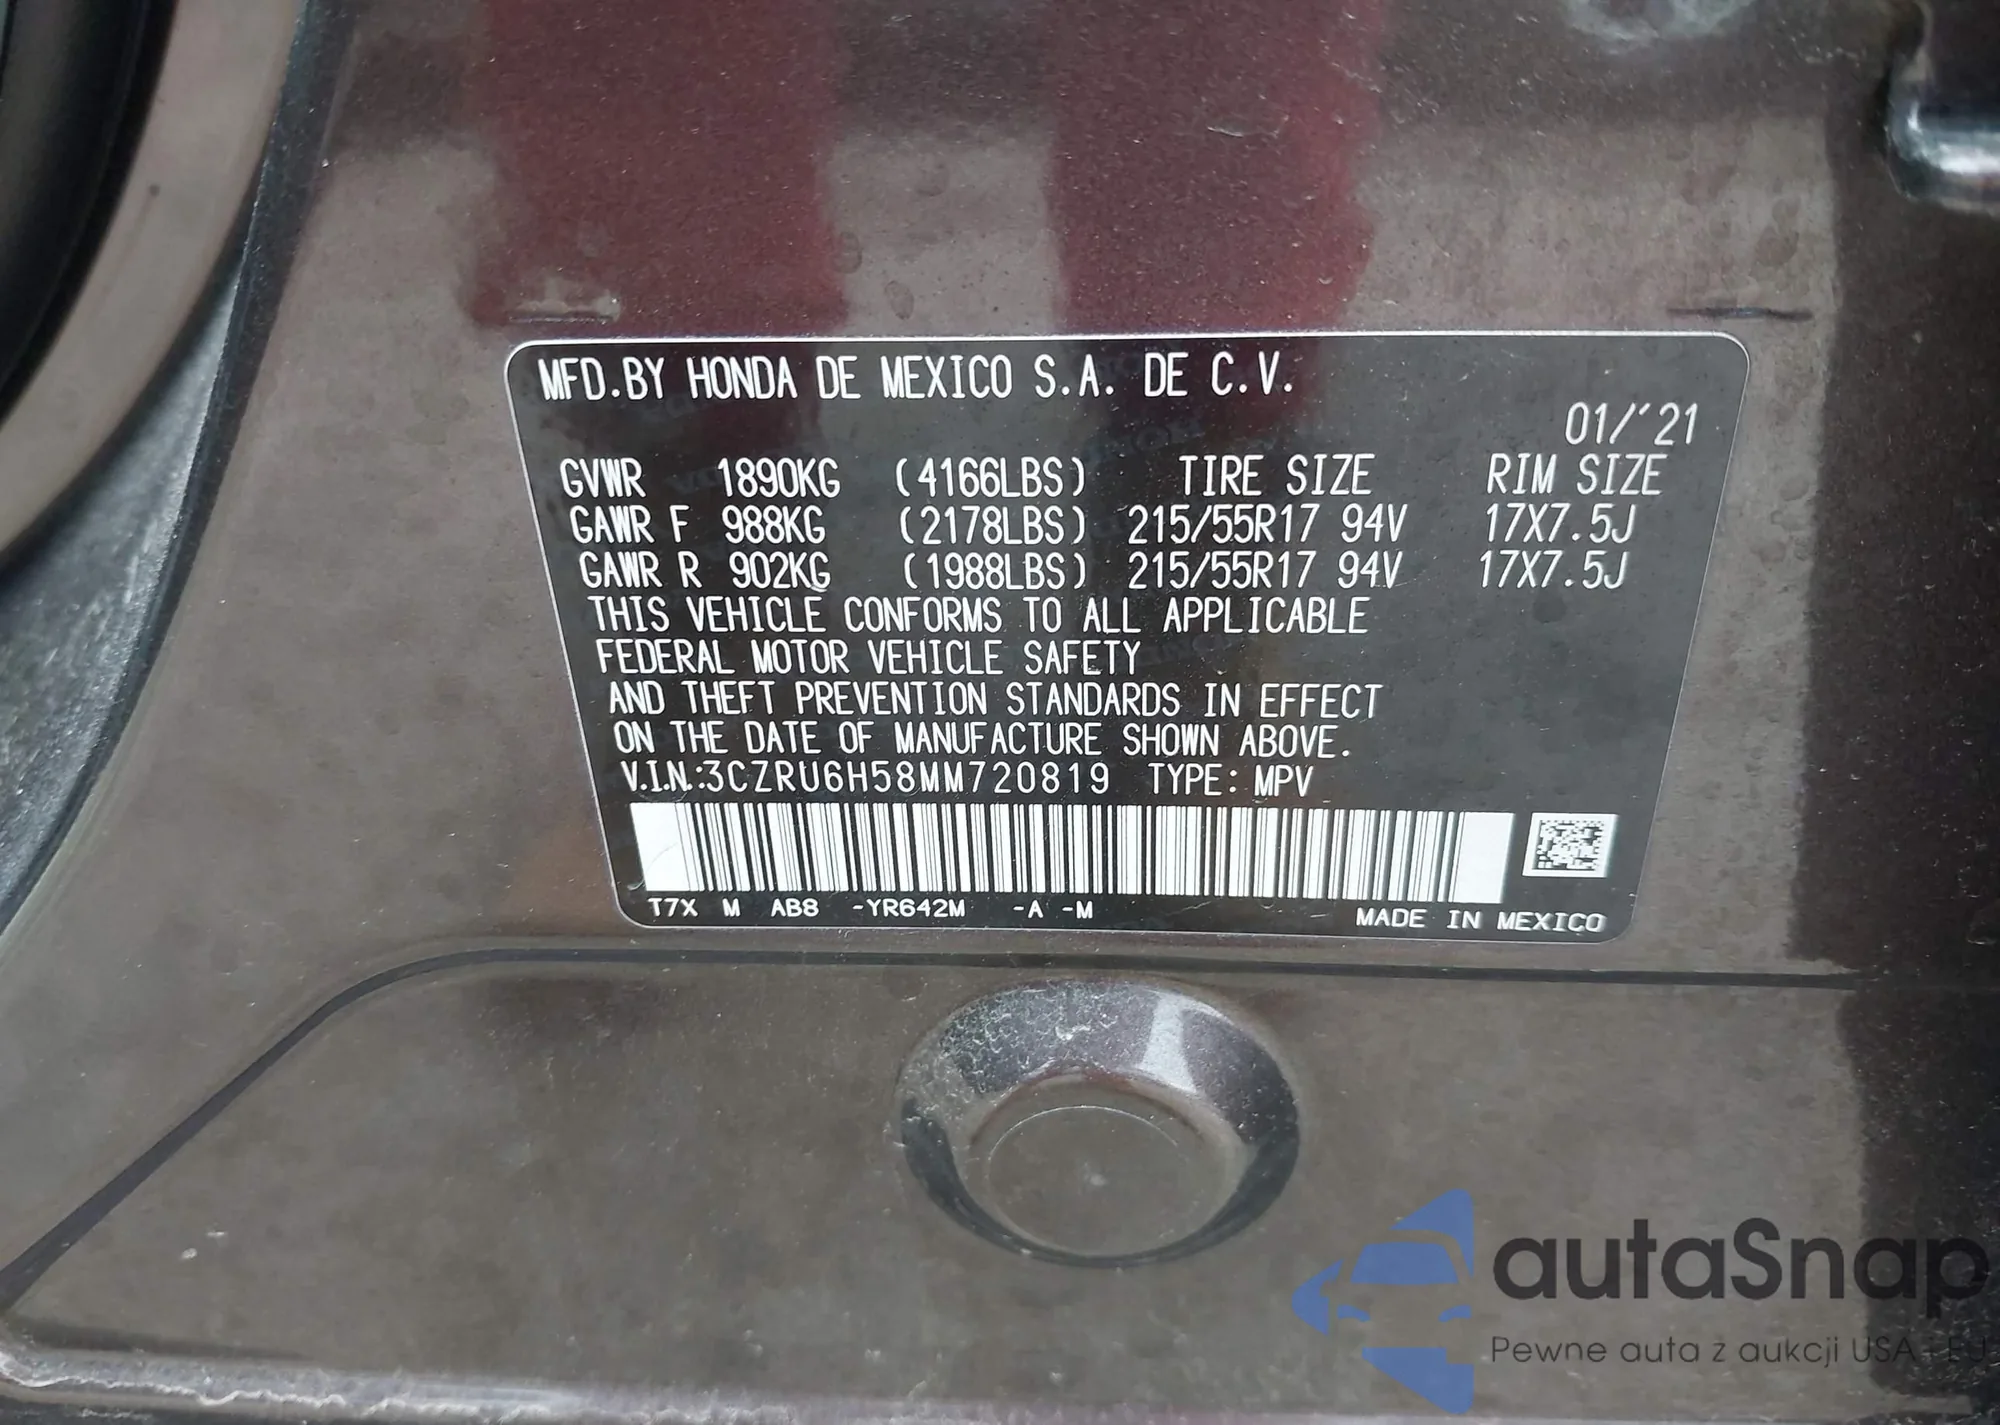 MFD.BY HONDA DE MEXICO S.A. DE C.V.
01/'21
GVWR 1890KG (4166LBS) TIRE SIZE RIM SIZE
GAWR F 988KG (2178LBS) 215/55R17 94V 17X7.5J
GAWR R 902KG (1988LBS) 215/55R17 94V 17X7.5J
THIS VEHICLE CONFORMS TO ALL APPLICABLE
FEDERAL MOTOR VEHICLE SAFETY
AND THEFT PREVENTION STANDARDS IN EFFECT
ON THE DATE OF MANUFACTURE SHOWN ABOVE.
V.I.N.:3CZRU6H58MM720819 TYPE: MPV
T7X M AB8 -YR642M -A -M
MADE IN MEXICO
autaSnap
Pewne auta z aukcji USA i EU